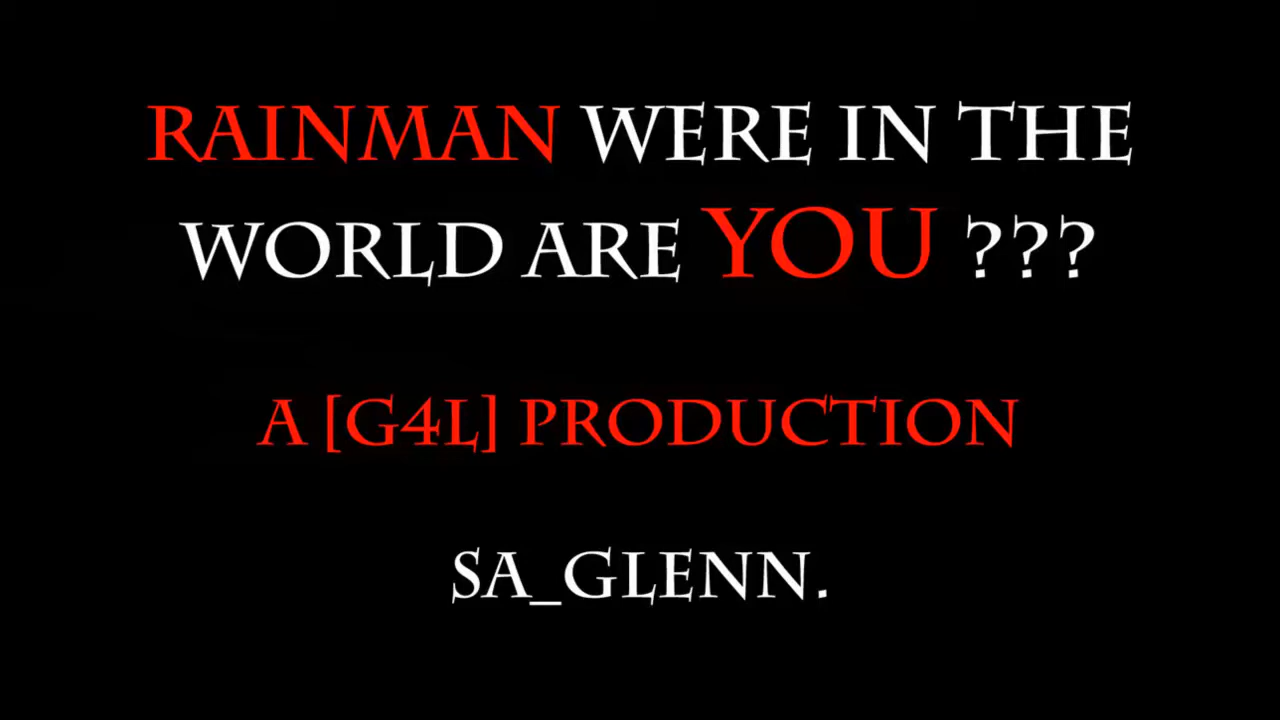 RAINMAN WERE IN THE
WORLD ARE YOU ???
A [G4L] PRODUCTION
SA_GLENN.